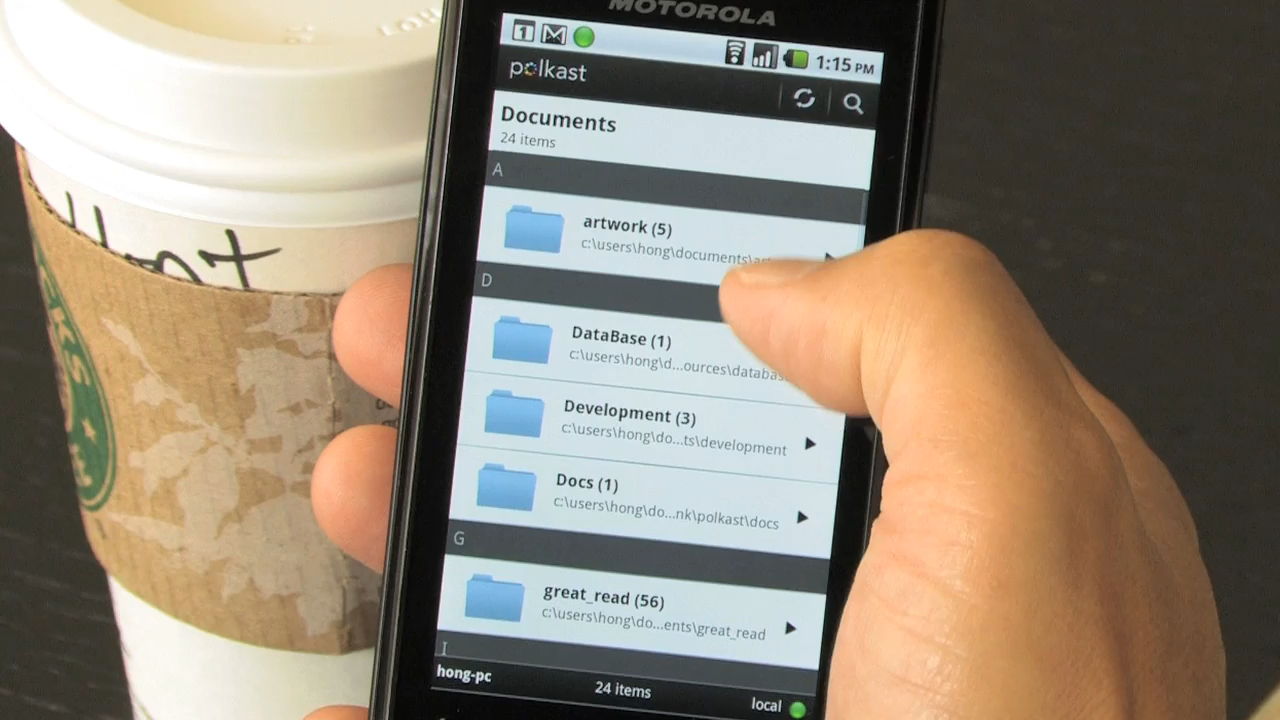 MOTOROLA
1
1:15 PM
polkast
Documents
24 items
A
artwork (5)
c:\users\hong\documents\ar
D
DataBase (1)
c:\users\hong\d...ources\databas
Development (3)
c:\users\hong\do...ts\development
Docs (1)
c:\users\hong\do...nk\polkast\docs
G
great_read (56)
c:\users\hong\do...ents\great_read
I
hong-pc
24 items
local